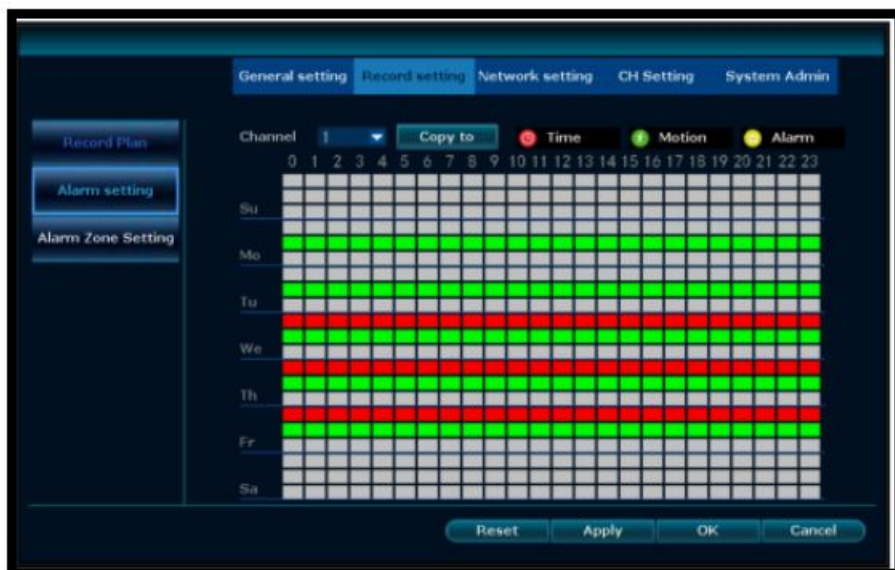 General setting Record setting Network setting CH Setting System Admin
Record Plan
Alarm setting
Alarm Zone Setting
Channel 1 Copy to Time Motion Alarm
0 1 2 3 4 5 6 7 8 9 10 11 12 13 14 15 16 17 18 19 20 21 22 23
Su
Mo
Tu
We
Th
Fr
Sa
Reset Apply OK Cancel